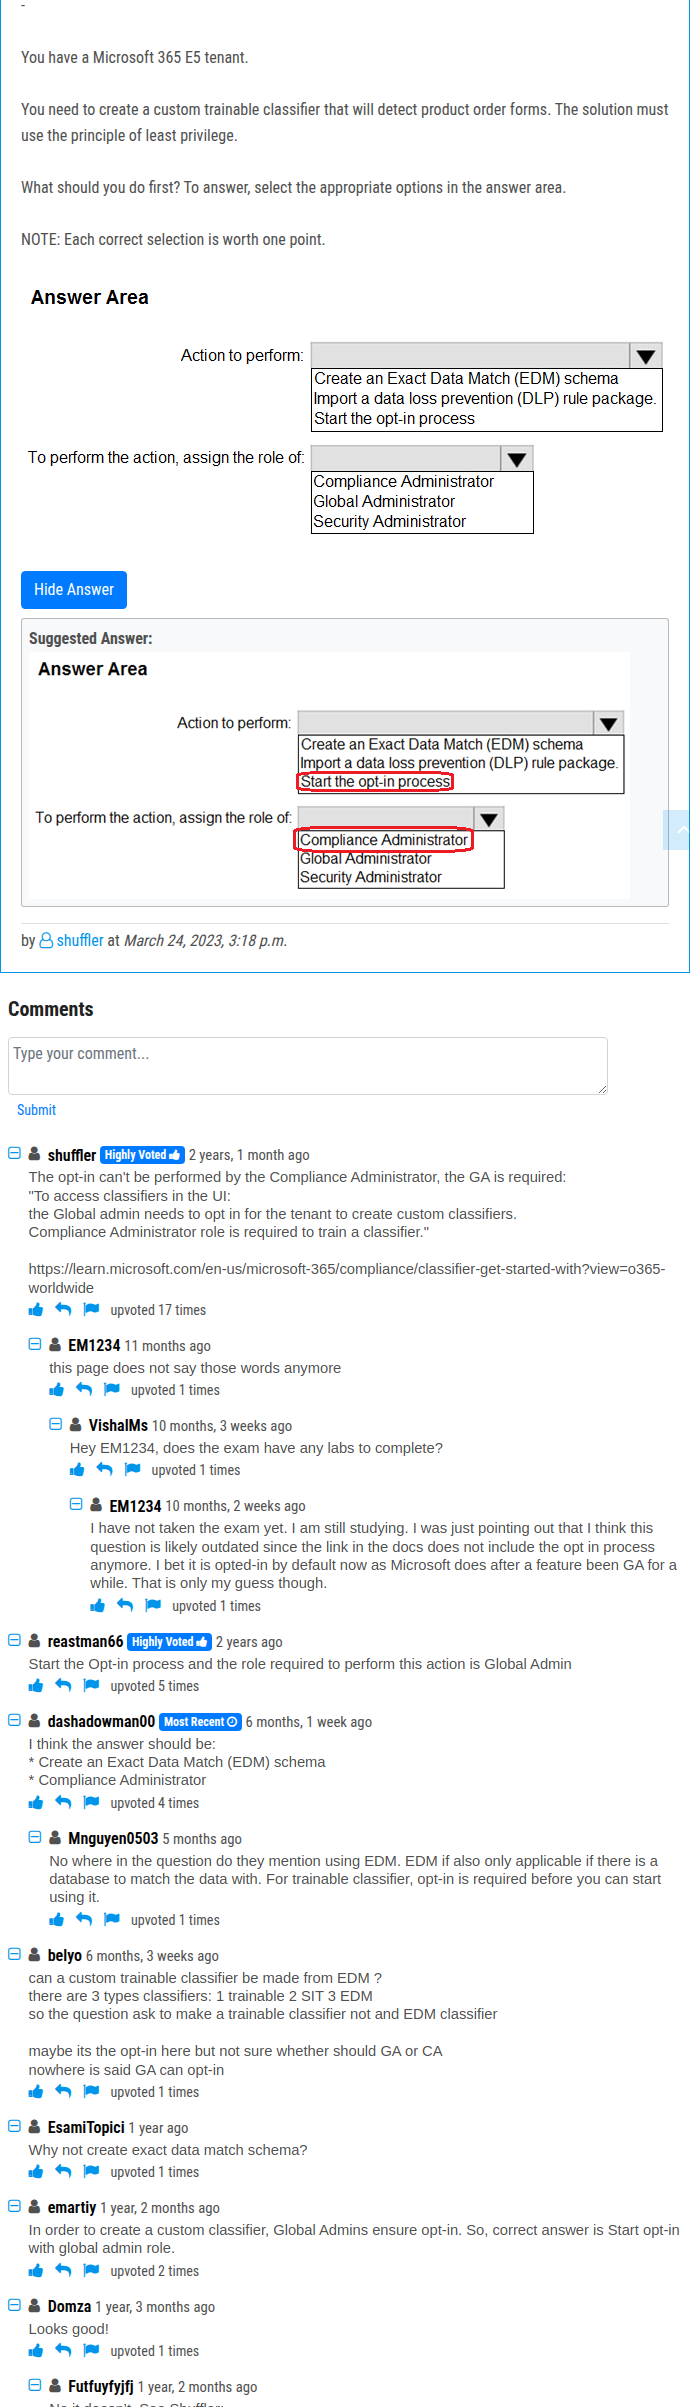 -
You have a Microsoft 365 E5 tenant.
You need to create a custom trainable classifier that will detect product order forms. The solution must
use the principle of least privilege.
What should you do first? To answer, select the appropriate options in the answer area.
NOTE: Each correct selection is worth one point.
Answer Area
Action to perform:
Create an Exact Data Match (EDM) schema
Import a data loss prevention (DLP) rule package.
Start the opt-in process
To perform the action, assign the role of:
Compliance Administrator
Global Administrator
Security Administrator
Hide Answer
Suggested Answer:
Answer Area
Action to perform:
Create an Exact Data Match (EDM) schema
Import a data loss prevention (DLP) rule package.
Start the opt-in process
To perform the action, assign the role of:
Compliance Administrator
Global Administrator
Security Administrator
by shuffler at March 24, 2023, 3:18 p.m.
Comments
Type your comment...
Submit
shuffler Highly Voted 2 years, 1 month ago
The opt-in can't be performed by the Compliance Administrator, the GA is required:
"To access classifiers in the UI:
the Global admin needs to opt in for the tenant to create custom classifiers.
Compliance Administrator role is required to train a classifier."
https://learn.microsoft.com/en-us/microsoft-365/compliance/classifier-get-started-with?view=o365-
worldwide
upvoted 17 times
EM1234 11 months ago
this page does not say those words anymore
upvoted 1 times
VishalMs 10 months, 3 weeks ago
Hey EM1234, does the exam have any labs to complete?
upvoted 1 times
EM1234 10 months, 2 weeks ago
I have not taken the exam yet. I am still studying. I was just pointing out that I think this
question is likely outdated since the link in the docs does not include the opt in process
anymore. I bet it is opted-in by default now as Microsoft does after a feature been GA for a
while. That is only my guess though.
upvoted 1 times
reastman66 Highly Voted 2 years ago
Start the Opt-in process and the role required to perform this action is Global Admin
upvoted 5 times
dashadowman00 Most Recent 6 months, 1 week ago
I think the answer should be:
* Create an Exact Data Match (EDM) schema
* Compliance Administrator
upvoted 4 times
Mnguyen0503 5 months ago
No where in the question do they mention using EDM. EDM if also only applicable if there is a
database to match the data with. For trainable classifier, opt-in is required before you can start
using it.
upvoted 1 times
belyo 6 months, 3 weeks ago
can a custom trainable classifier be made from EDM ?
there are 3 types classifiers: 1 trainable 2 SIT 3 EDM
so the question ask to make a trainable classifier not and EDM classifier
maybe its the opt-in here but not sure whether should GA or CA
nowhere is said GA can opt-in
upvoted 1 times
EsamiTopici 1 year ago
Why not create exact data match schema?
upvoted 1 times
emartiy 1 year, 2 months ago
In order to create a custom classifier, Global Admins ensure opt-in. So, correct answer is Start opt-in
with global admin role.
upvoted 2 times
Domza 1 year, 3 months ago
Looks good!
upvoted 1 times
Futfuyfyjfj 1 year, 2 months ago